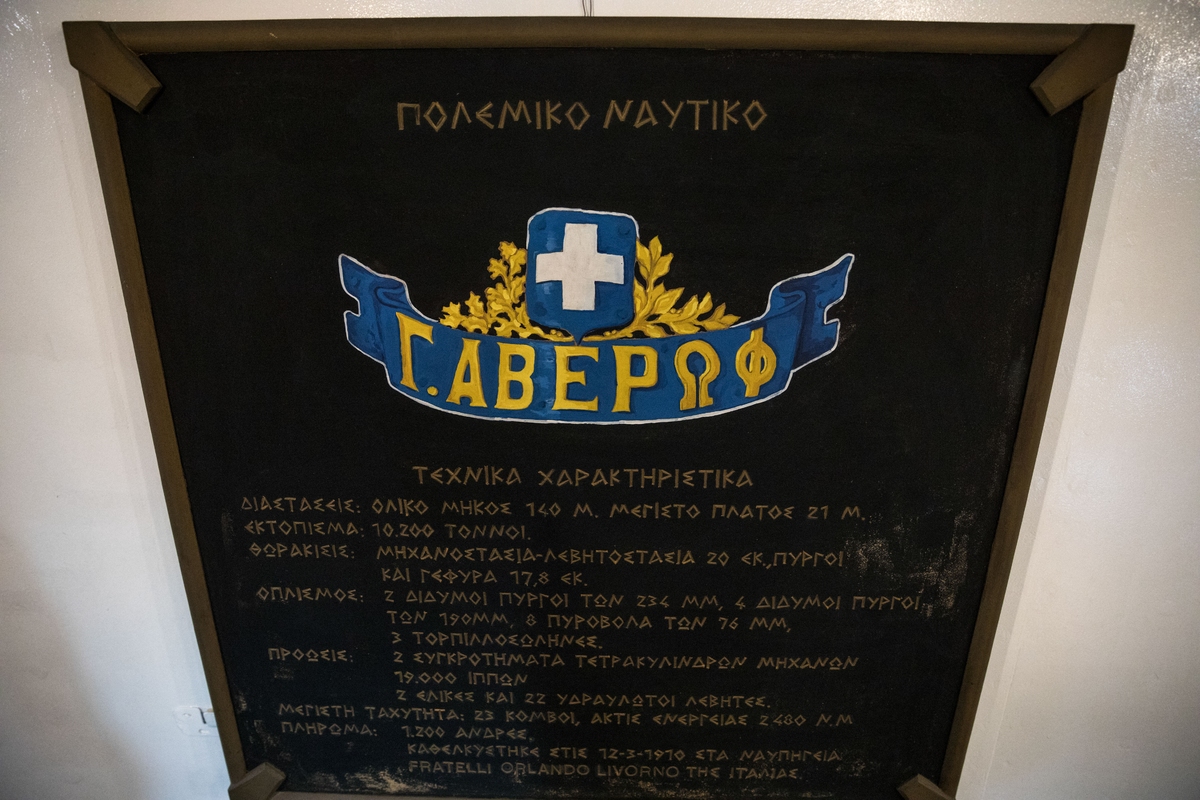 ΠΟΛΕΜΙΚΟ ΝΑΥΤΙΚΟ
Γ.ΑΒΕΡΩΦ
ΤΕΧΝΙΚΑ ΧΑΡΑΚΤΗΡΙΣΤΙΚΑ
ΔΙΑΣΤΑΣΕΙΣ: ΟΛΙΚΟ ΜΗΚΟΣ 140 Μ. ΜΕΓΙΣΤΟ ΠΛΑΤΟΣ 21 Μ.
ΕΚΤΟΠΙΣΜΑ: 10.200 ΤΟΝΝΟΙ.
ΘΩΡΑΚΙΣΙΣ: ΜΗΧΑΝΟΣΤΑΣΙΑ-ΛΕΒΗΤΟΣΤΑΣΙΑ 20 ΕΚ.,ΠΥΡΓΟΙ
ΚΑΙ ΓΕΦΥΡΑ 17,8 ΕΚ.
ΟΠΛΙΣΜΟΣ: 2 ΔΙΔΥΜΟΙ ΠΥΡΓΟΙ ΤΩΝ 234 ΜΜ, 4 ΔΙΔΥΜΟΙ ΠΥΡΓΟΙ
ΤΩΝ 190ΜΜ, 8 ΠΥΡΟΒΟΛΑ ΤΩΝ 76 ΜΜ,
3 ΤΟΡΠΙΛΛΟΣΩΛΗΝΕΣ.
ΠΡΟΩΣΙΣ: 2 ΣΥΓΚΡΟΤΗΜΑΤΑ ΤΕΤΡΑΚΥΛΙΝΔΡΩΝ ΜΗΧΑΝΩΝ
19.000 ΙΠΠΩΝ
2 ΕΛΙΚΕΣ ΚΑΙ 22 ΥΔΡΑΥΛΩΤΟΙ ΛΕΒΗΤΕΣ.
ΜΕΓΙΣΤΗ ΤΑΧΥΤΗΤΑ: 23 ΚΟΜΒΟΙ, ΑΚΤΙΣ ΕΝΕΡΓΕΙΑΣ 2480 Ν.Μ
ΠΛΗΡΩΜΑ: 1.200 ΑΝΔΡΕΣ.
ΚΑΘΕΛΚΥΣΤΗΚΕ ΣΤΙΣ 12-3-1910 ΣΤΑ ΝΑΥΠΗΓΕΙΑ
FRATELLI ORLANDO LIVORNO ΤΗΣ ΙΤΑΛΙΑΣ.